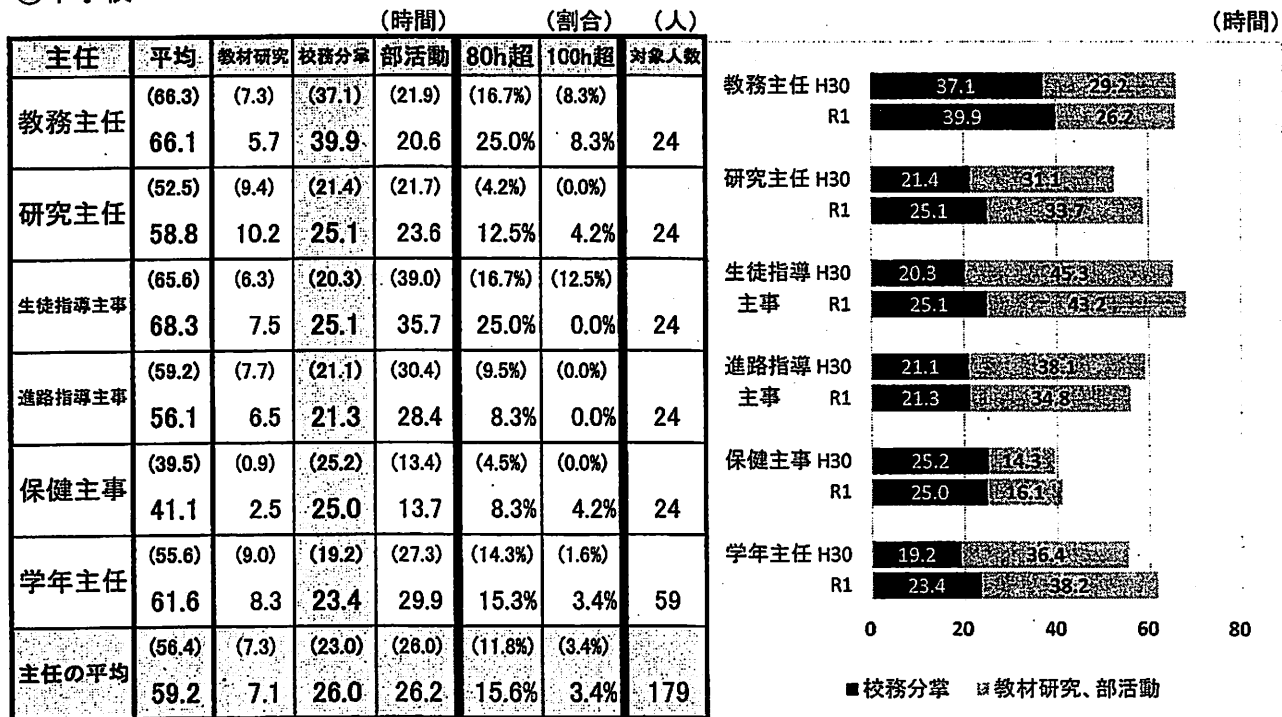 (時間) (割合) (人)
主任 平均 教材研究 校務分掌 部活動 80h超 100h超 対象人数
(66.3) (7.3) (37.1) (21.9) (16.7%) (8.3%)
教務主任
66.1 5.7 39.9 20.6 25.0% 8.3% 24
(52.5) (9.4) (21.4) (21.7) (4.2%) (0.0%)
研究主任
58.8 10.2 25.1 23.6 12.5% 4.2% 24
(65.6) (6.3) (20.3) (39.0) (16.7%) (12.5%)
生徒指導主事
68.3 7.5 25.1 35.7 25.0% 0.0% 24
(59.2) (7.7) (21.1) (30.4) (9.5%) (0.0%)
進路指導主事
56.1 6.5 21.3 28.4 8.3% 0.0% 24
(39.5) (0.9) (25.2) (13.4) (4.5%) (0.0%)
保健主事
41.1 2.5 25.0 13.7 8.3% 4.2% 24
(55.6) (9.0) (19.2) (27.3) (14.3%) (1.6%)
学年主任
61.6 8.3 23.4 29.9 15.3% 3.4% 59
(56.4) (7.3) (23.0) (26.0) (11.8%) (3.4%)
主任の平均
59.2 7.1 26.0 26.2 15.6% 3.4% 179
(時間)
教務主任 H30 37.1 29.2
R1 39.9 26.2
研究主任 H30 21.4 31.1
R1 25.1 33.7
生徒指導 H30 20.3 45.3
主事 R1 25.1 43.2
進路指導 H30 21.1 38.1
主事 R1 21.3 34.8
保健主事 H30 25.2 14.3
R1 25.0 16.1
学年主任 H30 19.2 36.4
R1 23.4 38.2
0 20 40 60 80
■校務分掌 教材研究、部活動